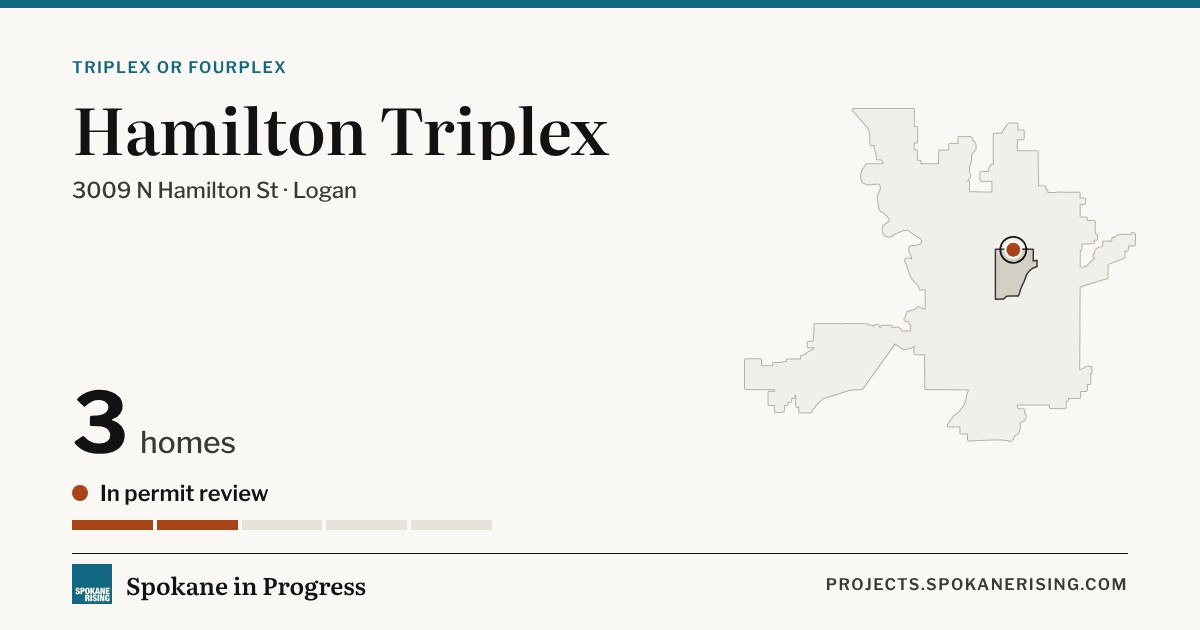 TRIPLEX OR FOURPLEX
Hamilton Triplex
3009 N Hamilton St · Logan
3 homes
In permit review
SPOKANE
RISING
Spokane in Progress
PROJECTS.SPOKANERISING.COM